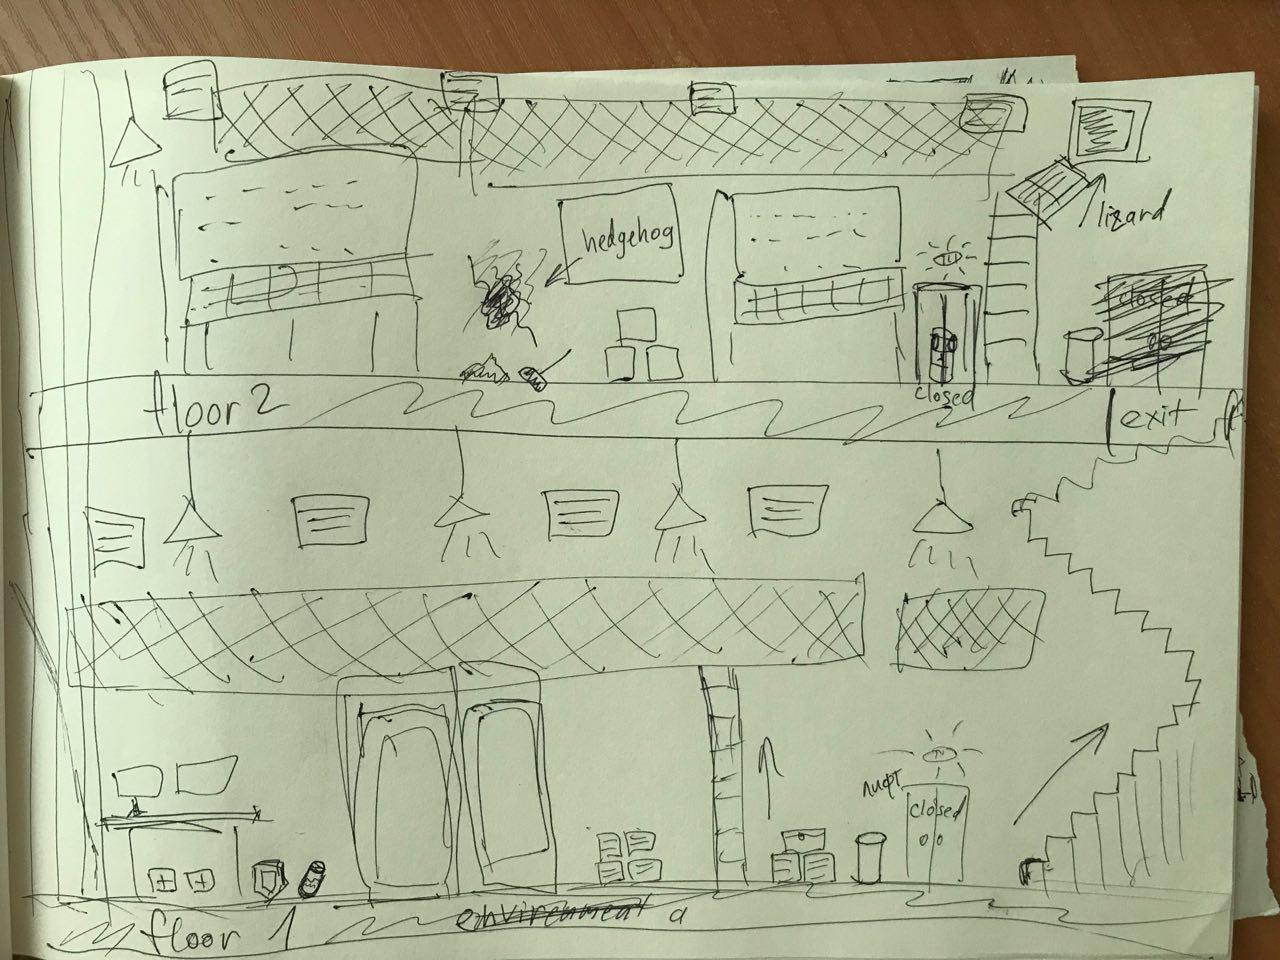 lizard
hedgehog
closed
closed
floor 2
exit
лифт
closed
floor 1
environment a